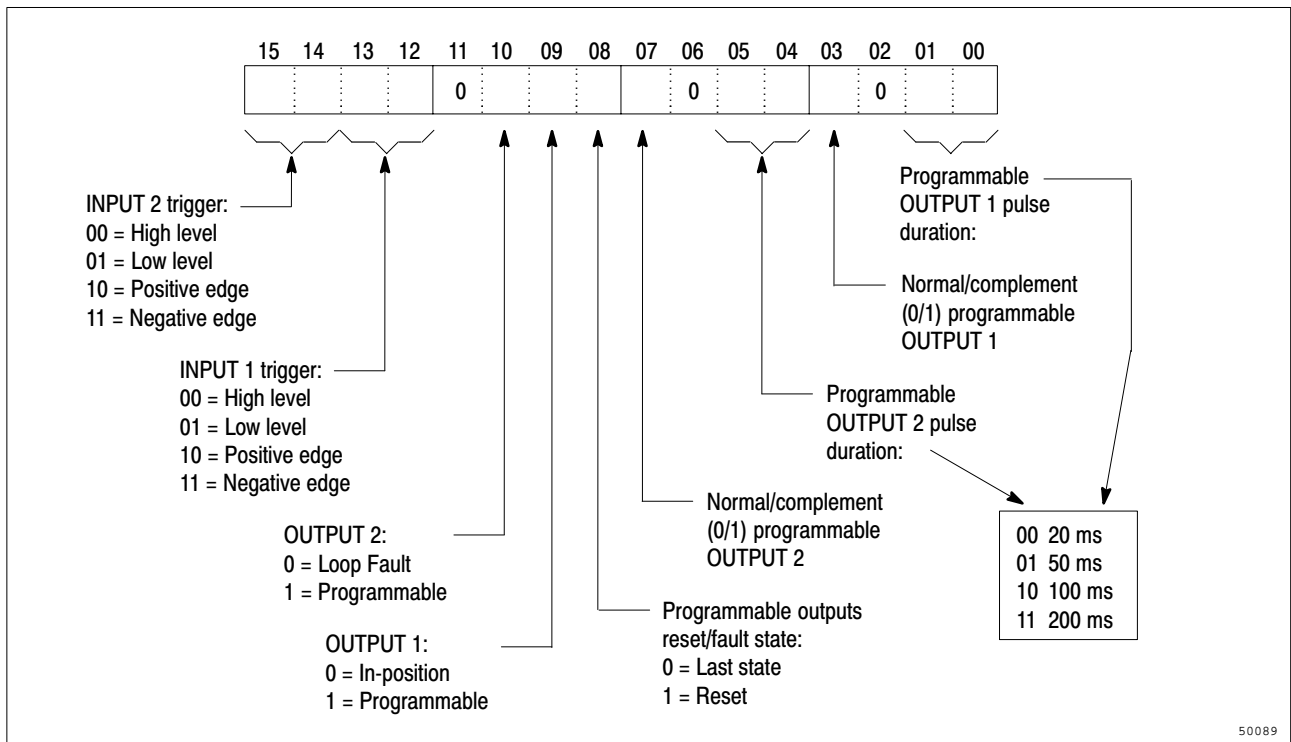 15 14 13 12 11 10 09 08 07 06 05 04 03 02 01 00
0 0 0
INPUT 2 trigger:
00 = High level
01 = Low level
10 = Positive edge
11 = Negative edge
INPUT 1 trigger:
00 = High level
01 = Low level
10 = Positive edge
11 = Negative edge
OUTPUT 2:
0 = Loop Fault
1 = Programmable
OUTPUT 1:
0 = In-position
1 = Programmable
Programmable outputs
reset/fault state:
0 = Last state
1 = Reset
Normal/complement
(0/1) programmable
OUTPUT 2
Programmable
OUTPUT 2 pulse
duration:
Normal/complement
(0/1) programmable
OUTPUT 1
Programmable
OUTPUT 1 pulse
duration:
00 20 ms
01 50 ms
10 100 ms
11 200 ms
50089